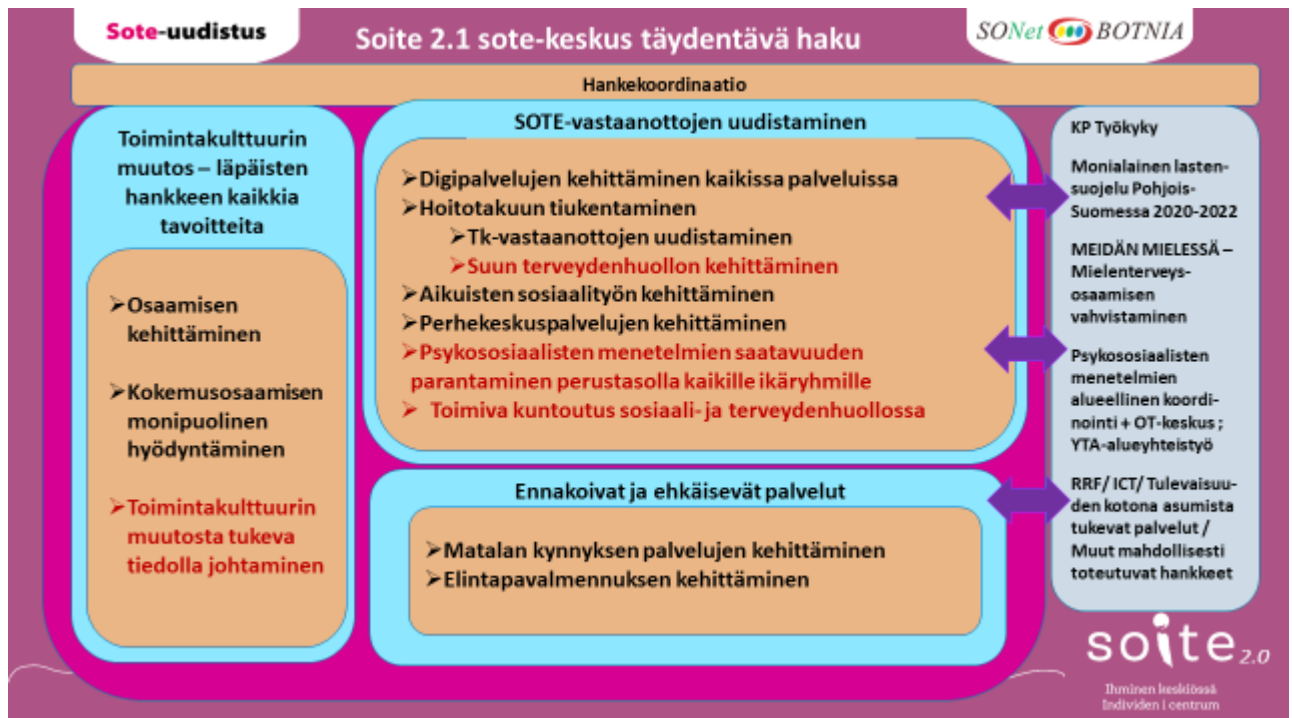 Sote-uudistus
Soite 2.1 sote-keskus täydentävä haku
SONet BOTNIA
Hankekoordinaatio
Toimintakulttuurin
muutos – läpäisten
hankkeen kaikkia
tavoitteita
➢Osaamisen
kehittäminen
➢Kokemusosaamisen
monipuolinen
hyödyntäminen
➢Toimintakulttuurin
muutosta tukeva
tiedolla johtaminen
SOTE-vastaanottojen uudistaminen
➢Digipalvelujen kehittäminen kaikissa palveluissa
➢Hoitotakuun tiukentaminen
➢Tk-vastaanottojen uudistaminen
➢Suun terveydenhuollon kehittäminen
➢Aikuisten sosiaalityön kehittäminen
➢Perhekeskuspalvelujen kehittäminen
➢Psykososiaalisten menetelmien saatavuuden
parantaminen perustasolla kaikille ikäryhmille
➢ Toimiva kuntoutus sosiaali- ja terveydenhuollossa
Ennakoivat ja ehkäisevät palvelut
➢Matalan kynnyksen palvelujen kehittäminen
➢Elintapavalmennuksen kehittäminen
KP Työkyky
Monialainen lasten-
suojelu Pohjois-
Suomessa 2020-2022
MEIDÄN MIELESSÄ –
Mielenterveys-
osaamisen
vahvistaminen
Psykososiaalisten
menetelmien
alueellinen koordi-
nointi + OT-keskus ;
YTA-alueyhteistyö
RRF/ ICT/ Tulevaisuu-
den kotona asumista
tukevat palvelut /
Muut mahdollisesti
toteutuvat hankkeet
soite 2.0
Ihminen keskiössä
Individen i centrum